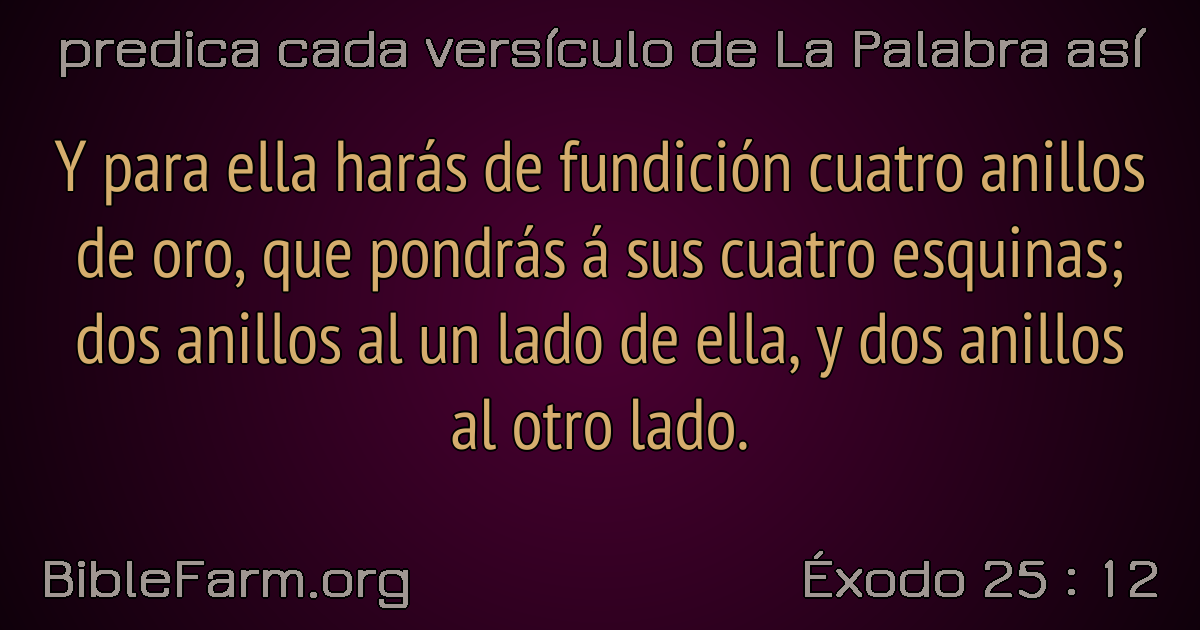 predica cada versículo de La Palabra así
Y para ella harás de fundición cuatro anillos
de oro, que pondrás á sus cuatro esquinas;
dos anillos al un lado de ella, y dos anillos
al otro lado.
BibleFarm.org
Éxodo 25 : 12